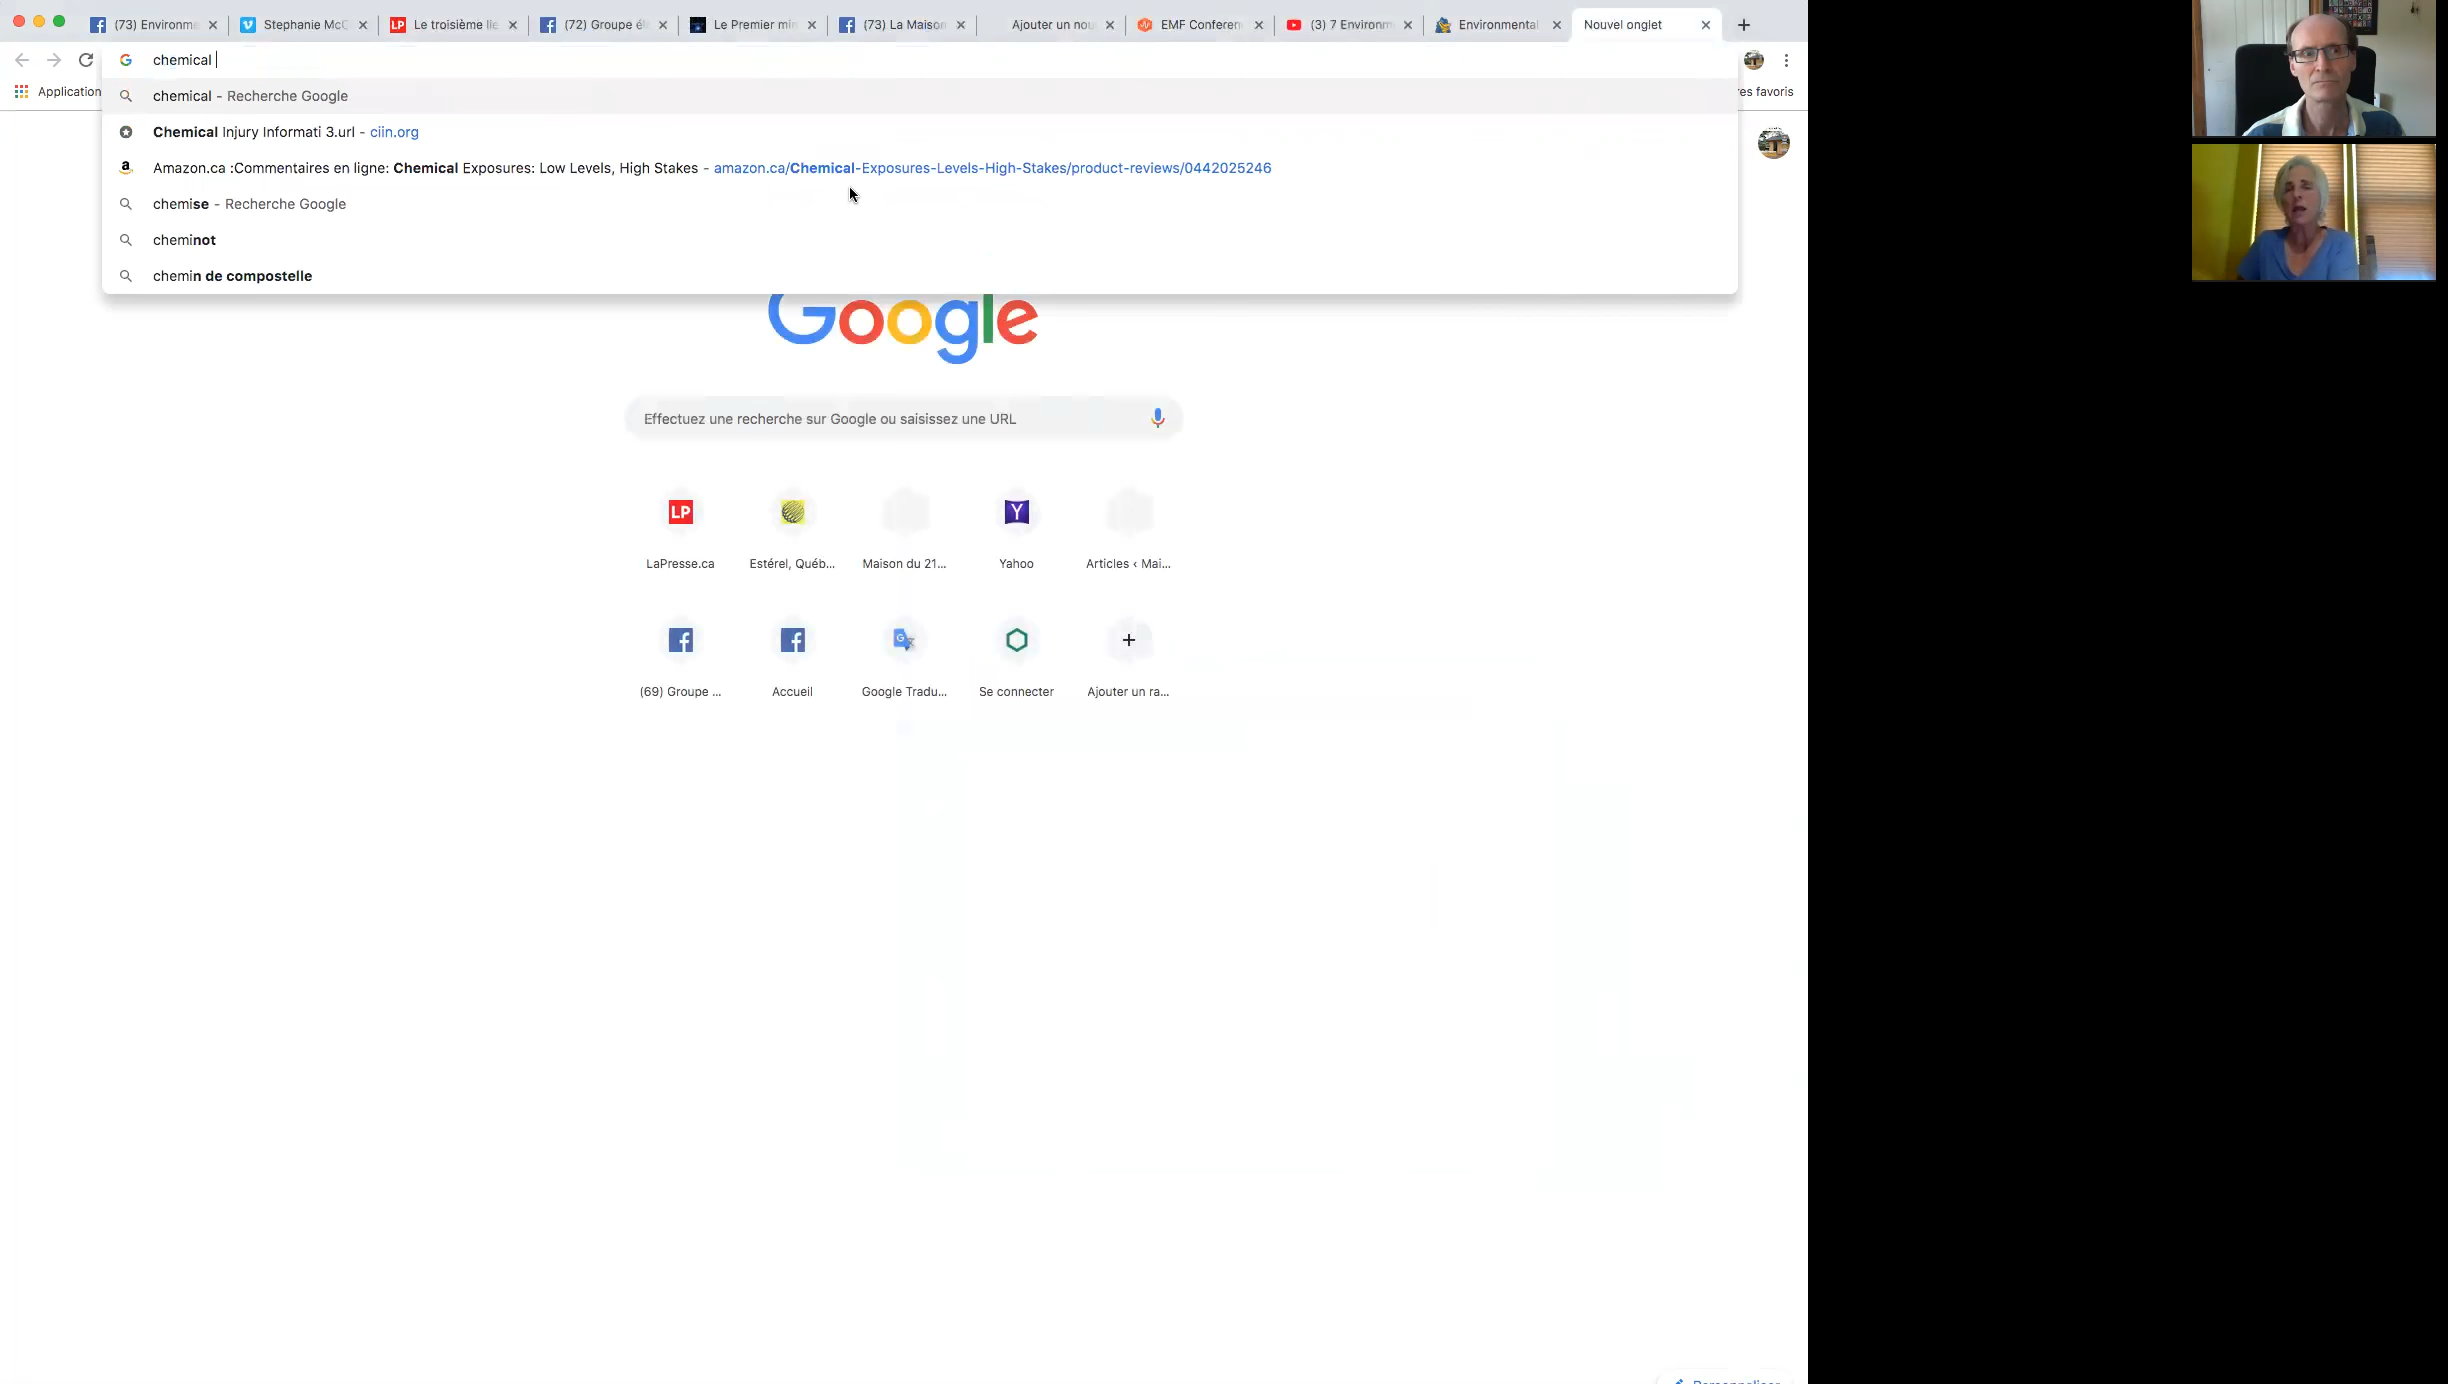 (73) Environme
Stephanie McC
Le troisième lie
(72) Groupe éle
Le Premier min
(73) La Maison
Ajouter un nou
EMF Conferen
(3) 7 Environm
Environmental
Nouvel onglet
chemical
Application
res favoris
chemical - Recherche Google
Chemical Injury Informati 3.url - ciin.org
Amazon.ca :Commentaires en ligne: Chemical Exposures: Low Levels, High Stakes - amazon.ca/Chemical-Exposures-Levels-High-Stakes/product-reviews/0442025246
chemise - Recherche Google
cheminot
chemin de compostelle
Google
Effectuez une recherche sur Google ou saisissez une URL
LP
Y
LaPresse.ca
Estérel, Québ...
Maison du 21...
Yahoo
Articles ‹ Mai...
(69) Groupe ...
Accueil
Google Tradu...
Se connecter
Ajouter un ra...